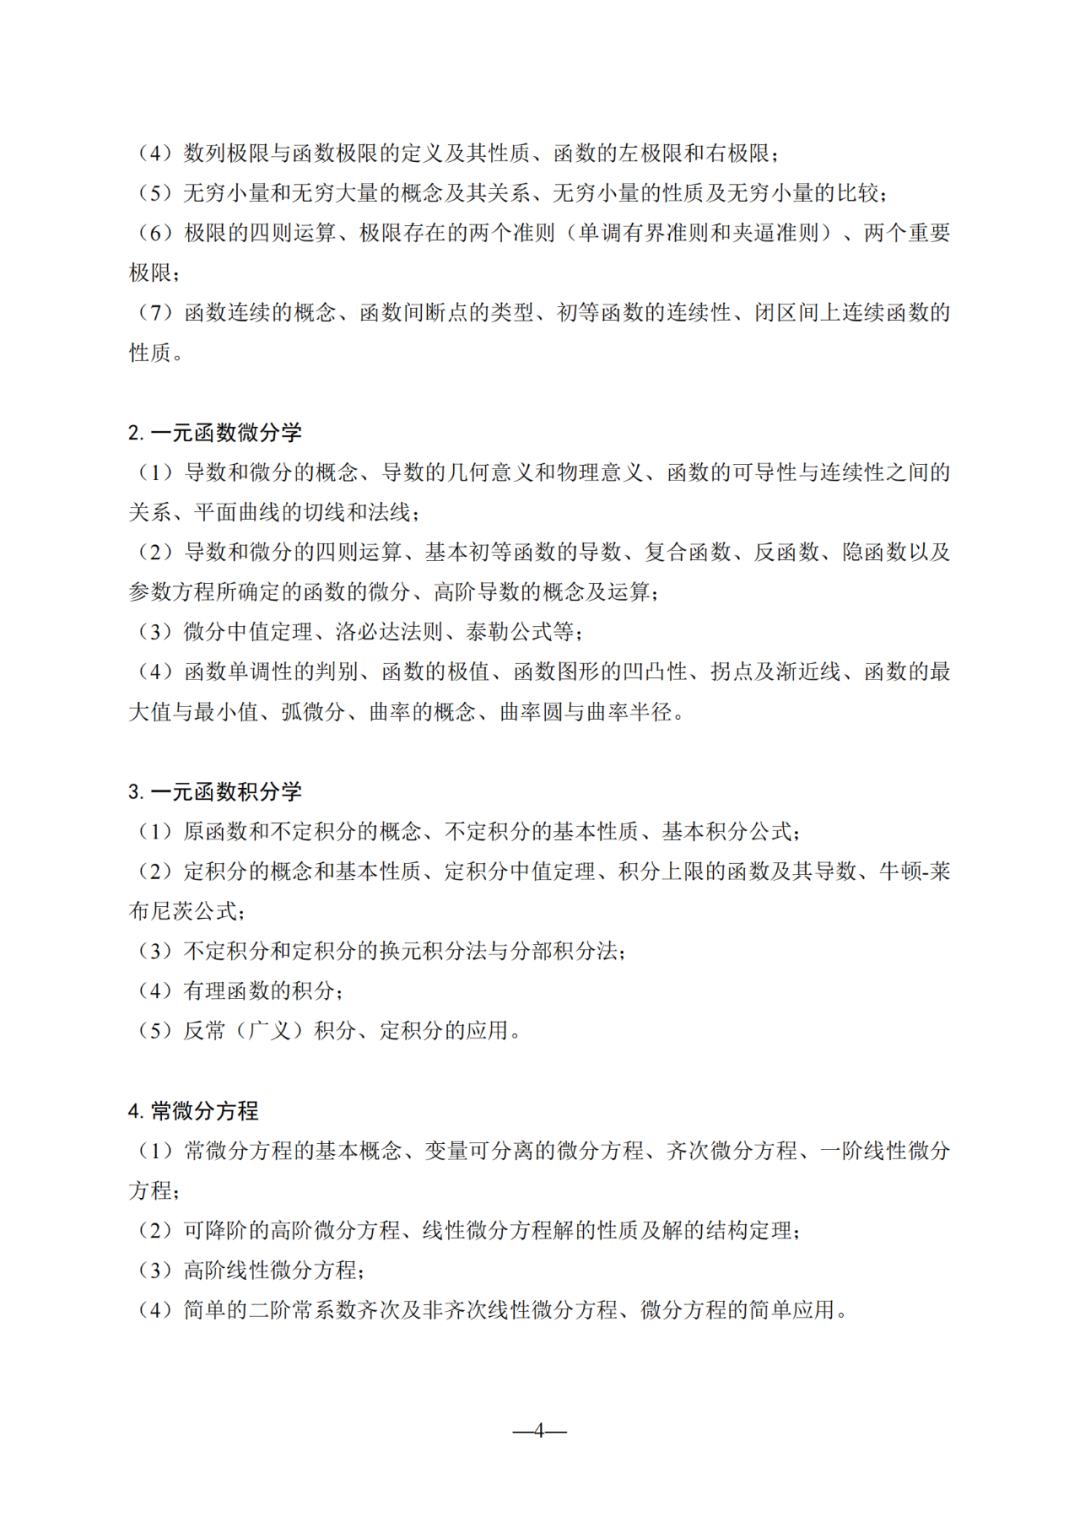 （4）数列极限与函数极限的定义及其性质、函数的左极限和右极限；
（5）无穷小量和无穷大量的概念及其关系、无穷小量的性质及无穷小量的比较；
（6）极限的四则运算、极限存在的两个准则（单调有界准则和夹逼准则）、两个重要
极限；
（7）函数连续的概念、函数间断点的类型、初等函数的连续性、闭区间上连续函数的
性质。
2. 一元函数微分学
（1）导数和微分的概念、导数的几何意义和物理意义、函数的可导性与连续性之间的
关系、平面曲线的切线和法线；
（2）导数和微分的四则运算、基本初等函数的导数、复合函数、反函数、隐函数以及
参数方程所确定的函数的微分、高阶导数的概念及运算；
（3）微分中值定理、洛必达法则、泰勒公式等；
（4）函数单调性的判别、函数的极值、函数图形的凹凸性、拐点及渐近线、函数的最
大值与最小值、弧微分、曲率的概念、曲率圆与曲率半径。
3. 一元函数积分学
（1）原函数和不定积分的概念、不定积分的基本性质、基本积分公式；
（2）定积分的概念和基本性质、定积分中值定理、积分上限的函数及其导数、牛顿-莱
布尼茨公式；
（3）不定积分和定积分的换元积分法与分部积分法；
（4）有理函数的积分；
（5）反常（广义）积分、定积分的应用。
4. 常微分方程
（1）常微分方程的基本概念、变量可分离的微分方程、齐次微分方程、一阶线性微分
方程；
（2）可降阶的高阶微分方程、线性微分方程解的性质及解的结构定理；
（3）高阶线性微分方程；
（4）简单的二阶常系数齐次及非齐次线性微分方程、微分方程的简单应用。
—4—